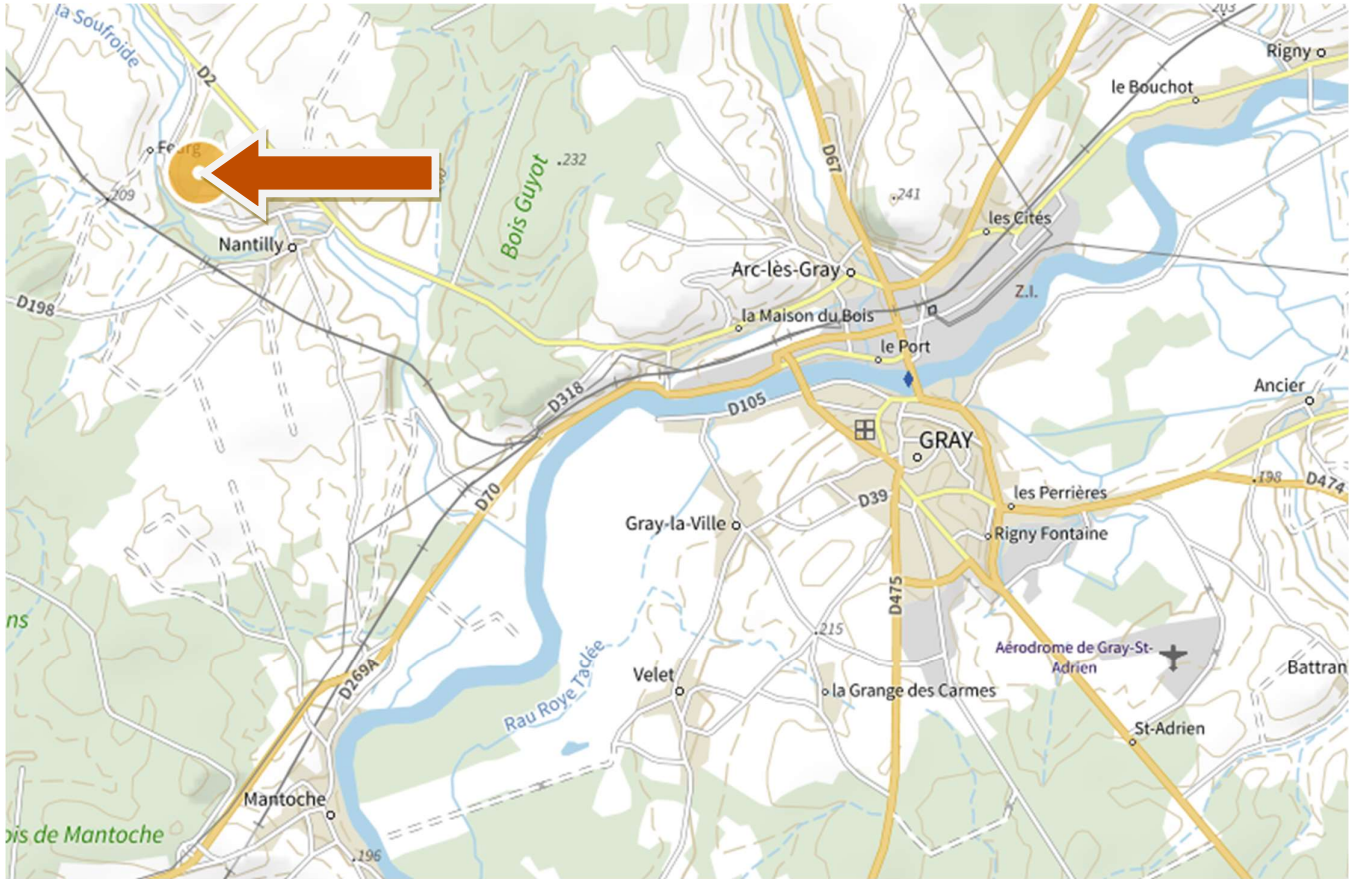 la Soufroide
D2
Rigny
le Bouchot
D67
232
209
241
Bois Guyot
les Cités
Nantilly
Arc-lès-Gray
D198
Z.I.
la Maison du Bois
le Port
D318
D105
Ancier
GRAY
D70
D39
les Perrières
198
D474
Gray-la-Ville
Rigny Fontaine
D475
215
Aérodrome de Gray-St-
Adrien
Rau Roye Taclée
Velet
la Grange des Carmes
Battran
D269A
St-Adrien
Mantoche
ois de Mantoche
196
ns